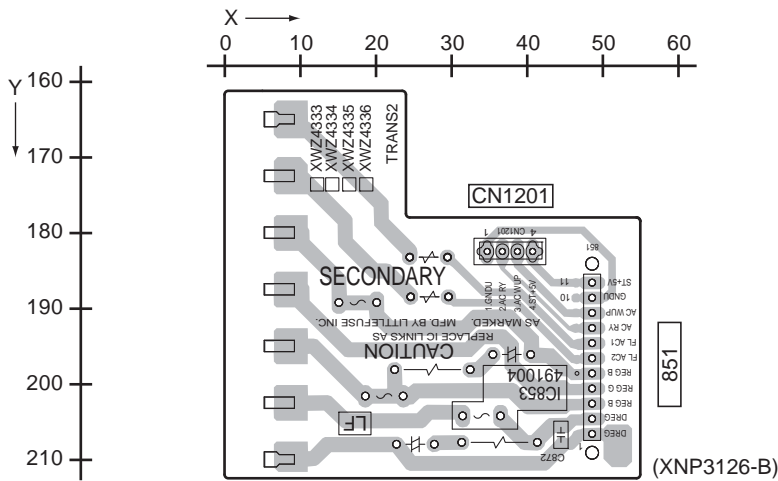 X
0 10 20 30 40 50 60
Y
160
170
180
190
200
210
XWZ4333
XWZ4334
XWZ4335
XWZ4336
TRANS2
CN1201
1 CN1201 4
851
SECONDARY
1 GNDU
2 AC RY
3 AC WUP
4 ST+5V
11 ST+5V
10 GNDU
AC WUP
AC RY
FL AC1
FL AC2
REG B
REG G
REG B
DREG
DREG
1
CAUTION
REPLACE IC LINKS AS
AS MARKED. MFD. BY LITTLEFUSE INC.
491004
IC853
LF
C872
851
(XNP3126-B)